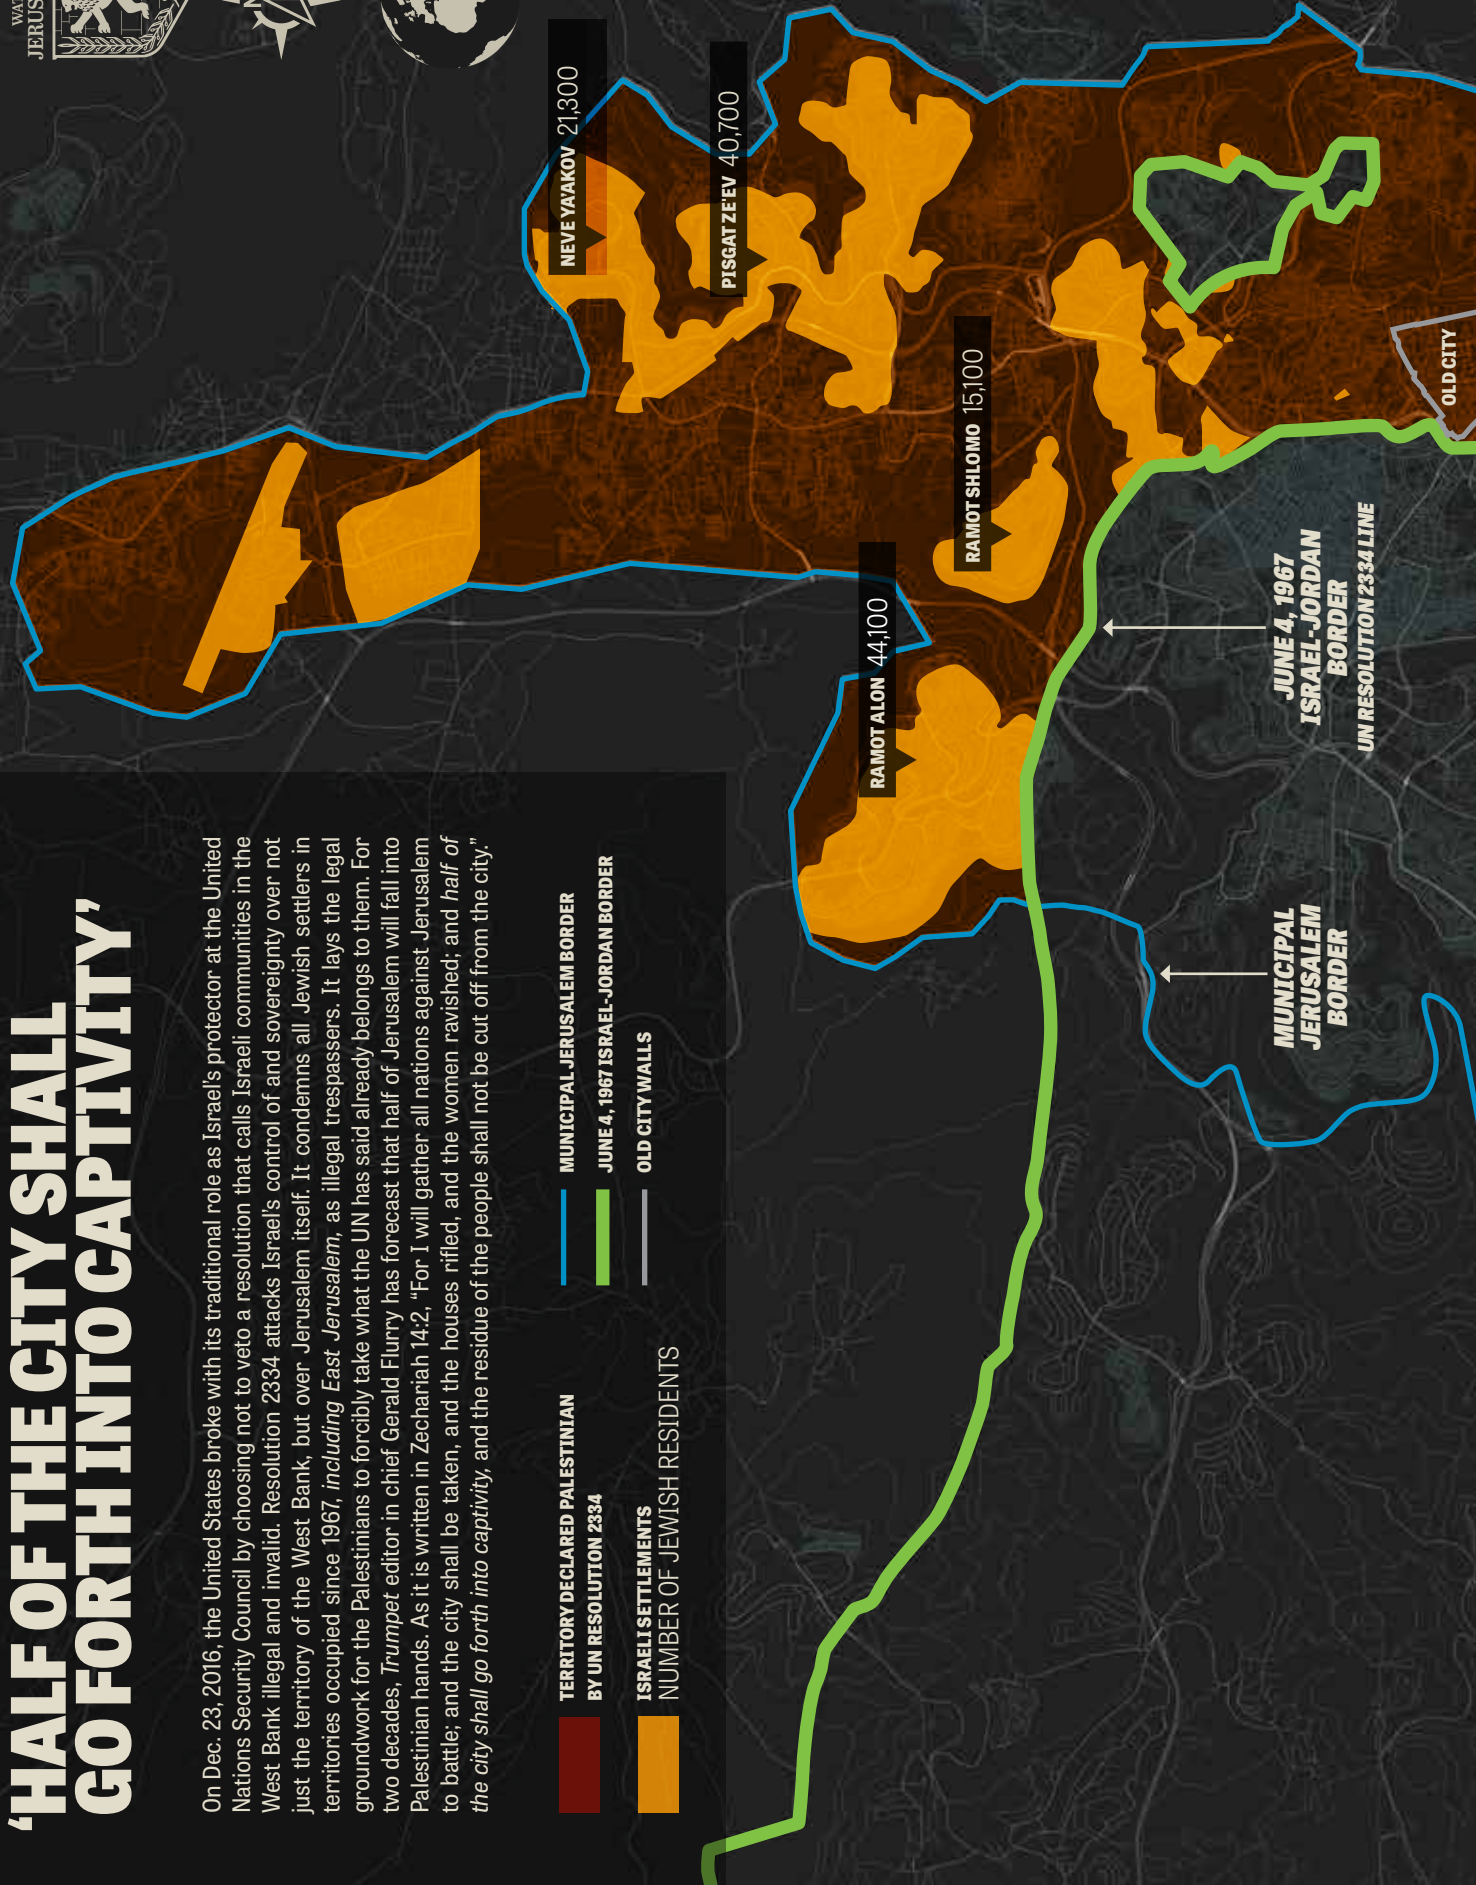 ‘HALF OF THE CITY SHALL
GO FORTH INTO CAPTIVITY’
On Dec. 23, 2016, the United States broke with its traditional role as Israel’s protector at the United
Nations Security Council by choosing not to veto a resolution that calls Israeli communities in the
West Bank illegal and invalid. Resolution 2334 attacks Israel’s control of and sovereignty over not
just the territory of the West Bank, but over Jerusalem itself. It condemns all Jewish settlers in
territories occupied since 1967, including East Jerusalem, as illegal trespassers. It lays the legal
groundwork for the Palestinians to forcibly take what the UN has said already belongs to them. For
two decades, Trumpet editor in chief Gerald Flurry has forecast that half of Jerusalem will fall into
Palestinian hands. As it is written in Zechariah 14:2, “For I will gather all nations against Jerusalem
to battle; and the city shall be taken, and the houses rifled, and the women ravished; and half of
the city shall go forth into captivity, and the residue of the people shall not be cut off from the city.”
TERRITORY DECLARED PALESTINIAN
BY UN RESOLUTION 2334
ISRAELI SETTLEMENTS
NUMBER OF JEWISH RESIDENTS
MUNICIPAL JERUSALEM BORDER
JUNE 4, 1967 ISRAEL-JORDAN BORDER
OLD CITY WALLS
NEVE YA’AKOV 21,300
PISGAT ZE’EV 40,700
RAMOT ALON 44,100
RAMOT SHLOMO 15,100
MUNICIPAL
JERUSALEM
BORDER
JUNE 4, 1967
ISRAEL-JORDAN
BORDER
UN RESOLUTION 2334 LINE
OLD CITY